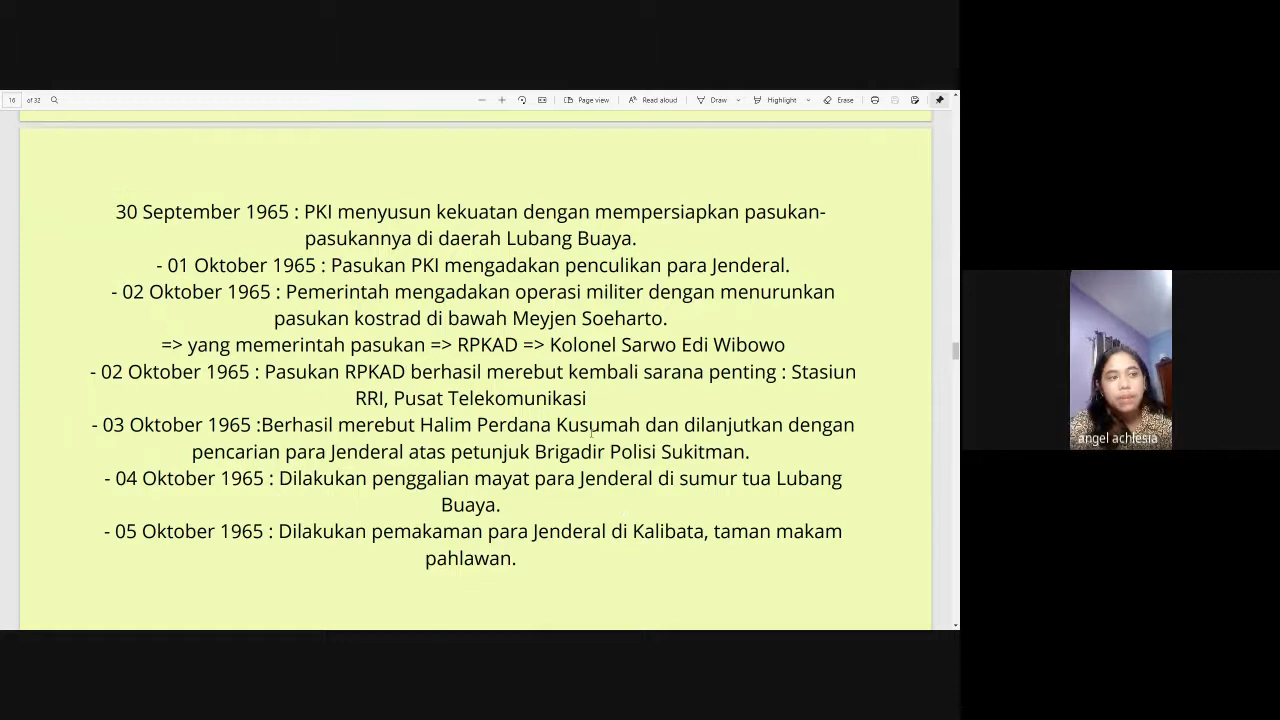 16 of 32 Page view Read aloud Draw Highlight Erase
30 September 1965 : PKI menyusun kekuatan dengan mempersiapkan pasukan-
pasukannya di daerah Lubang Buaya.
- 01 Oktober 1965 : Pasukan PKI mengadakan penculikan para Jenderal.
- 02 Oktober 1965 : Pemerintah mengadakan operasi militer dengan menurunkan
pasukan kostrad di bawah Meyjen Soeharto.
=> yang memerintah pasukan => RPKAD => Kolonel Sarwo Edi Wibowo
- 02 Oktober 1965 : Pasukan RPKAD berhasil merebut kembali sarana penting : Stasiun
RRI, Pusat Telekomunikasi
- 03 Oktober 1965 :Berhasil merebut Halim Perdana Kusumah dan dilanjutkan dengan
pencarian para Jenderal atas petunjuk Brigadir Polisi Sukitman.
- 04 Oktober 1965 : Dilakukan penggalian mayat para Jenderal di sumur tua Lubang
Buaya.
- 05 Oktober 1965 : Dilakukan pemakaman para Jenderal di Kalibata, taman makam
pahlawan.
angel achlesia